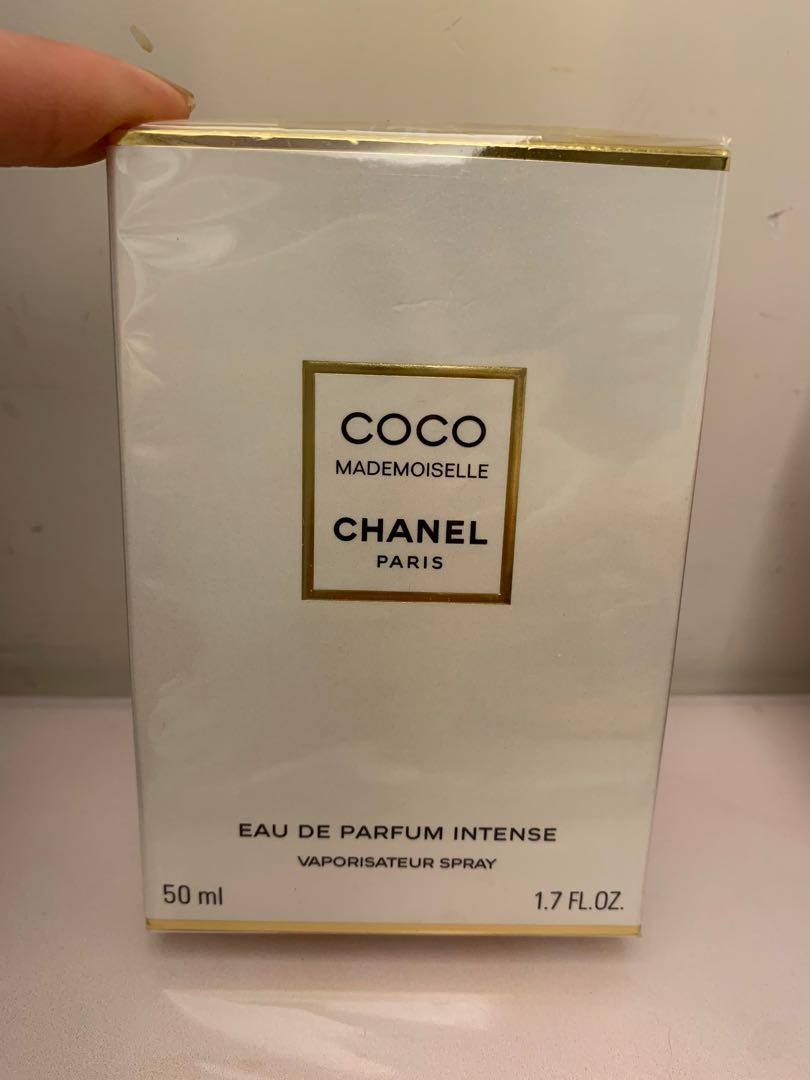 COCO
MADEMOISELLE
CHANEL
PARIS
EAU DE PARFUM INTENSE
VAPORISATEUR SPRAY
50 ml 1.7 FL.OZ.